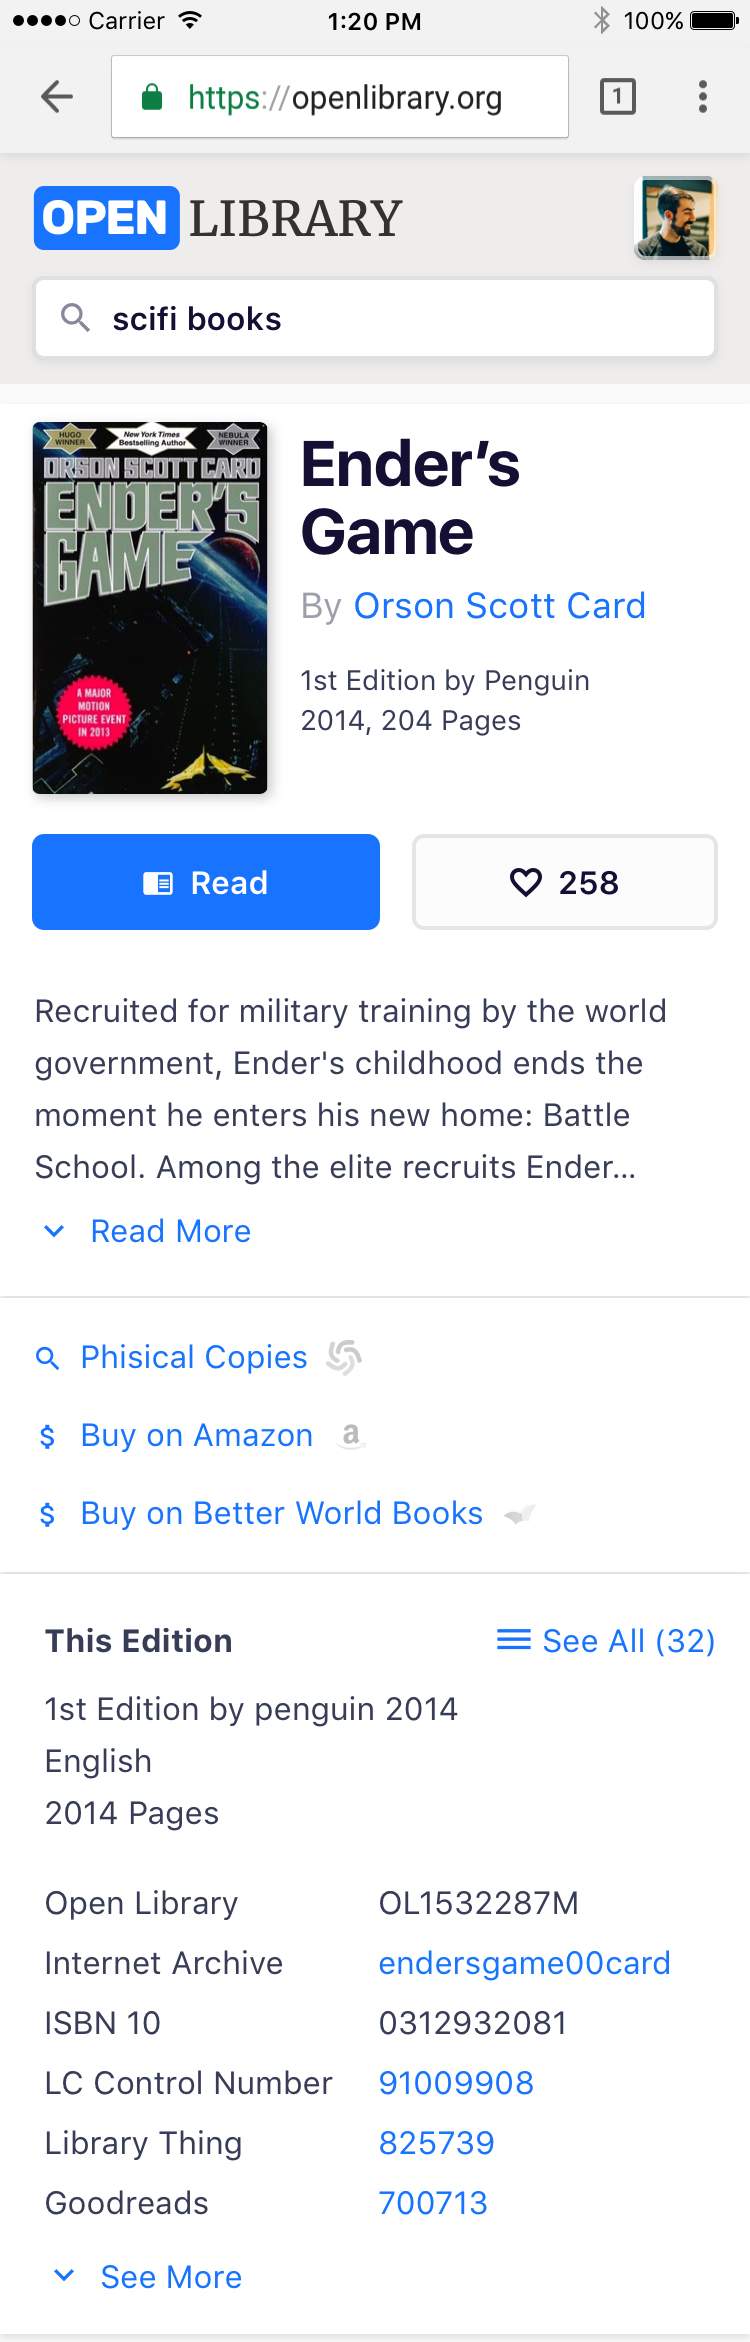 Carrier 1:20 PM 100%
https://openlibrary.org 1
OPEN LIBRARY
scifi books
HUGO WINNER
New York Times Bestselling Author
NEBULA WINNER
ORSON SCOTT CARD
ENDER'S
GAME
A MAJOR
MOTION
PICTURE EVENT
IN 2013
Ender’s
Game
By Orson Scott Card
1st Edition by Penguin
2014, 204 Pages
Read
258
Recruited for military training by the world
government, Ender's childhood ends the
moment he enters his new home: Battle
School. Among the elite recruits Ender...
Read More
Phisical Copies
$ Buy on Amazon a
$ Buy on Better World Books
This Edition See All (32)
1st Edition by penguin 2014
English
2014 Pages
Open Library OL1532287M
Internet Archive endersgame00card
ISBN 10 0312932081
LC Control Number 91009908
Library Thing 825739
Goodreads 700713
See More